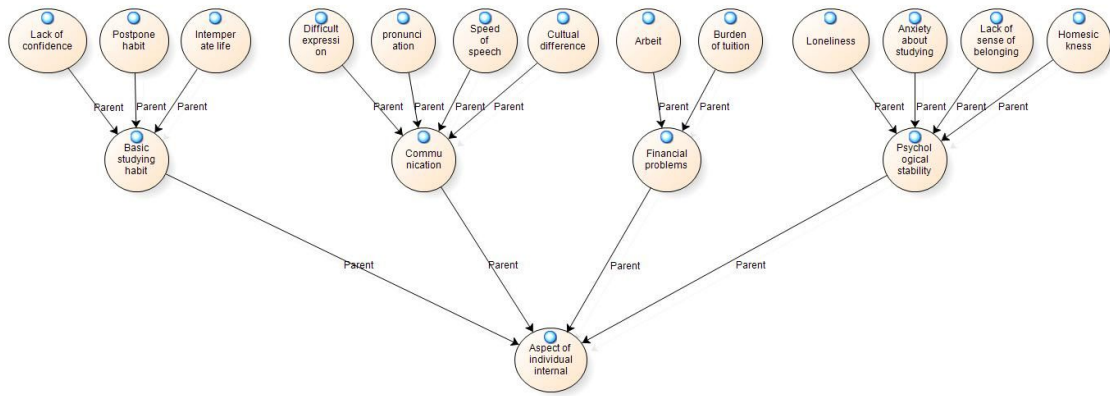 Lack of
confidence
Postpone
habit
Intemper
ate life
Difficult
expressi
on
pronunci
ation
Speed
of
speech
Cultual
difference
Arbeit
Burden
of tuition
Loneliness
Anxiety
about
studying
Lack of
sense of
belonging
Homesic
kness
Parent
Parent
Parent
Parent
Parent
Parent
Parent
Parent
Parent
Parent
Parent
Parent
Parent
Basic
studying
habit
Commu
nication
Financial
problems
Psychol
ogical
stability
Parent
Parent
Parent
Parent
Aspect of
individual
internal